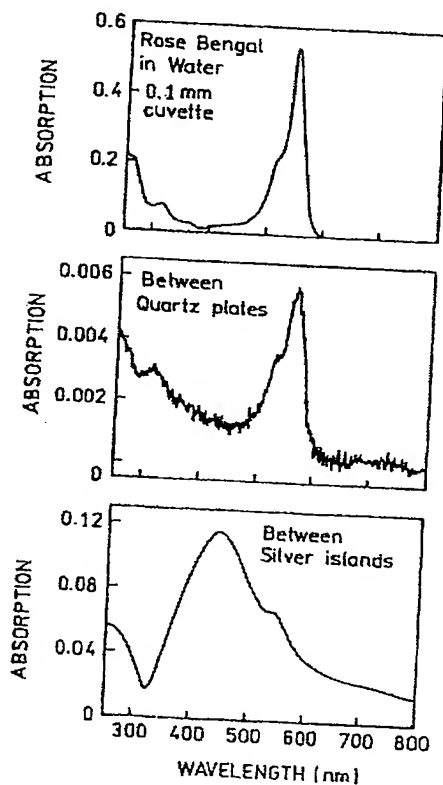 0.6
Rose Bengal
in Water
0.1 mm
cuvette
0.4
0.2
0
ABSORPTION
0.006
Between
Quartz plates
0.004
0.002
0
ABSORPTION
0.12
Between
Silver islands
0.08
0.04
0
ABSORPTION
300 400 500 600 700 800
WAVELENGTH (nm)